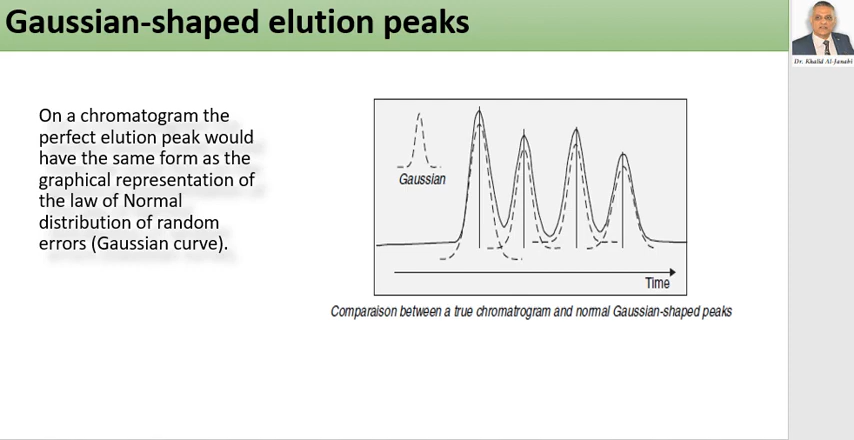 Gaussian-shaped elution peaks
Dr. Khalid Al-Janabi
On a chromatogram the
perfect elution peak would
have the same form as the
graphical representation of
the law of Normal
distribution of random
errors (Gaussian curve).
Gaussian
Time
Comparaison between a true chromatrogram and normal Gaussian-shaped peaks